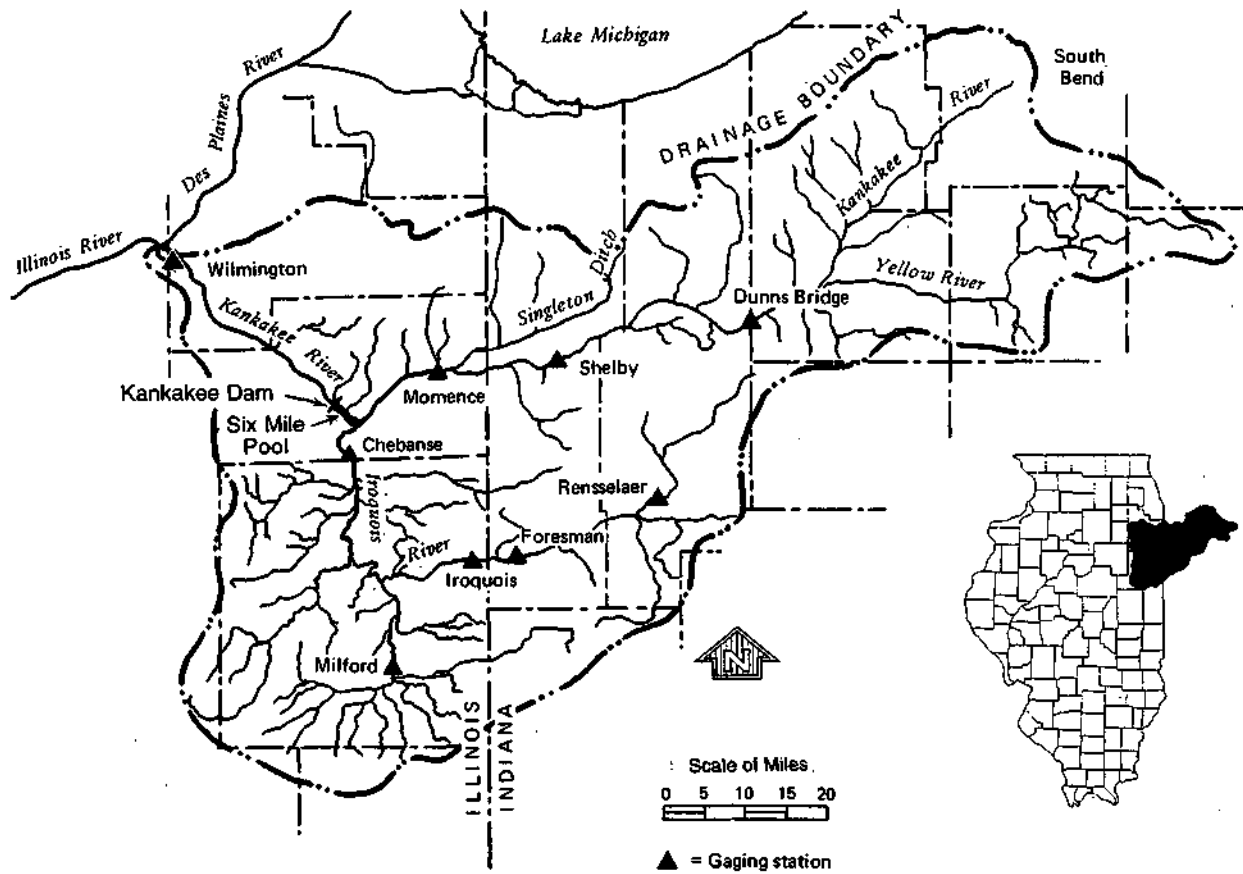 Lake Michigan
River
Des Plaines
DRAINAGE BOUNDARY
South
Bend
River
Kankakee
Illinois River
Wilmington
Singleton Ditch
Yellow River
Dunns Bridge
Kankakee River
Shelby
Momence
Kankakee Dam
Six Mile
Pool
Chebanse
Iroquois
River
Rensselaer
Foresman
Iroquois
Milford
N
ILLINOIS
INDIANA
Scale of Miles
0 5 10 15 20
▲ = Gaging station